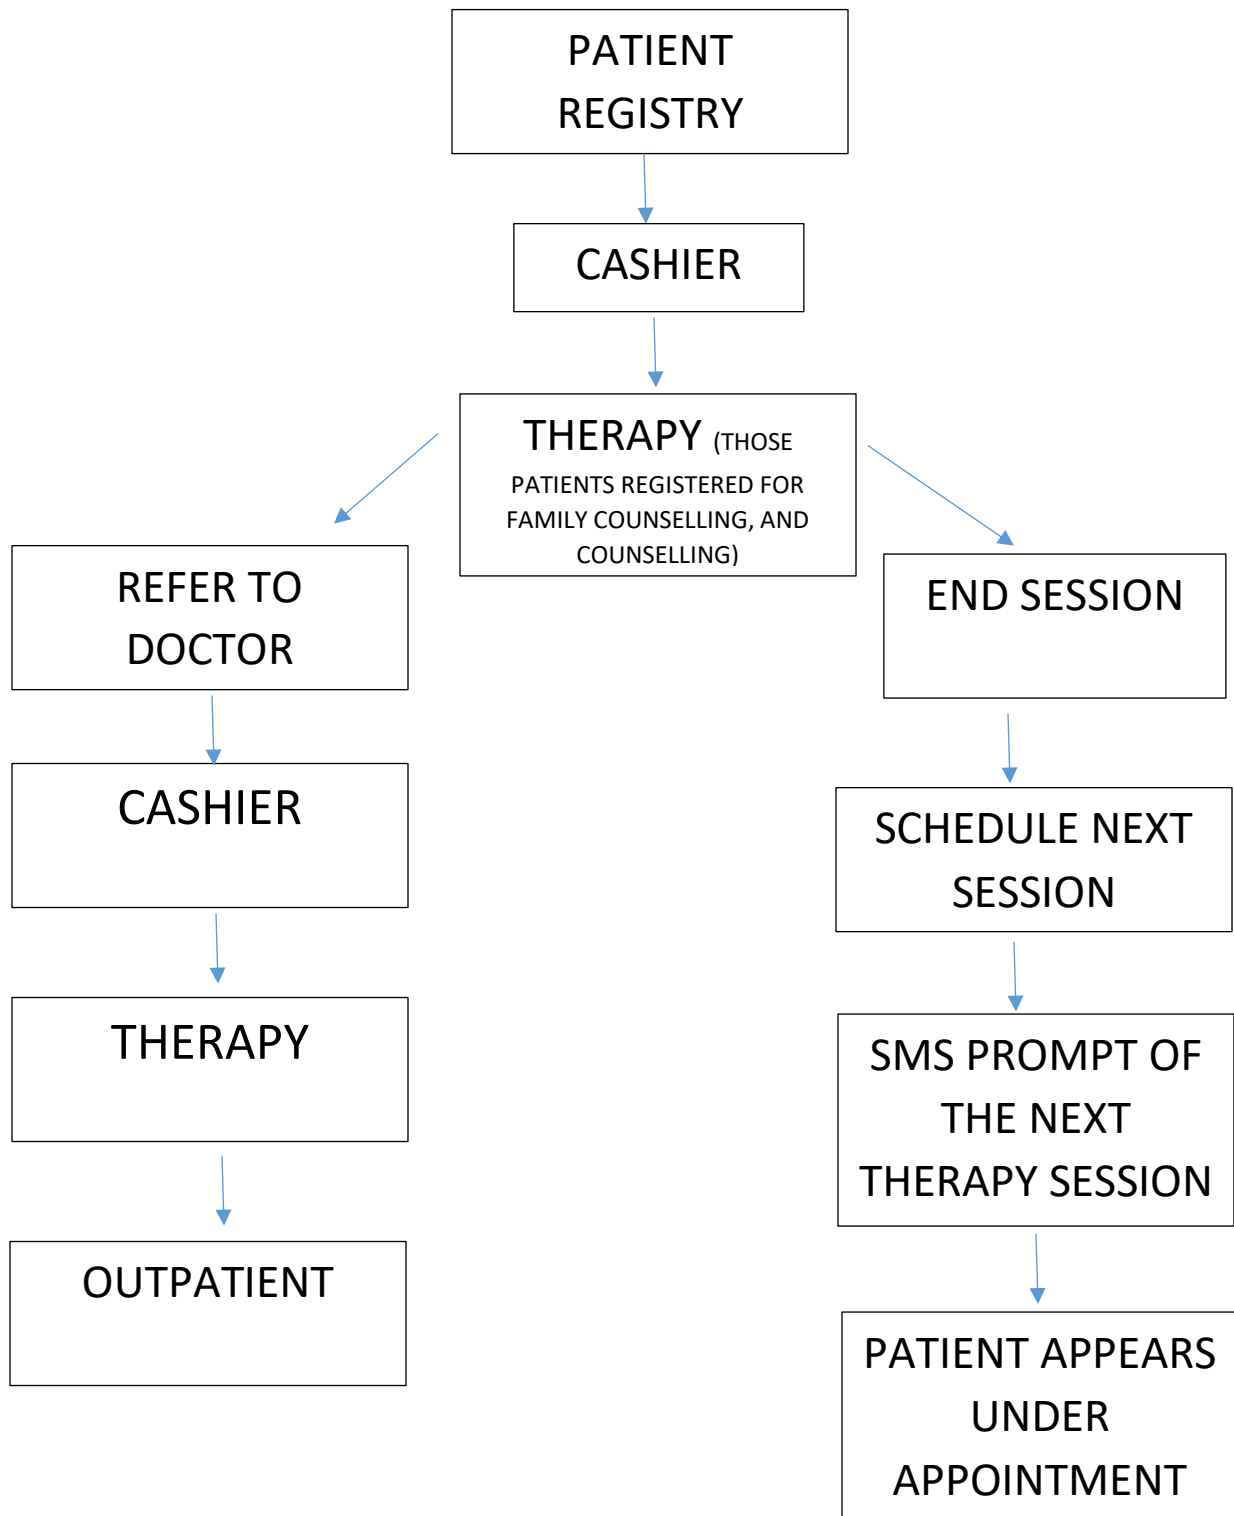 PATIENT
REGISTRY
CASHIER
THERAPY (THOSE
PATIENTS REGISTERED FOR
FAMILY COUNSELLING, AND
COUNSELLING)
REFER TO
DOCTOR
CASHIER
THERAPY
OUTPATIENT
END SESSION
SCHEDULE NEXT
SESSION
SMS PROMPT OF
THE NEXT
THERAPY SESSION
PATIENT APPEARS
UNDER
APPOINTMENT